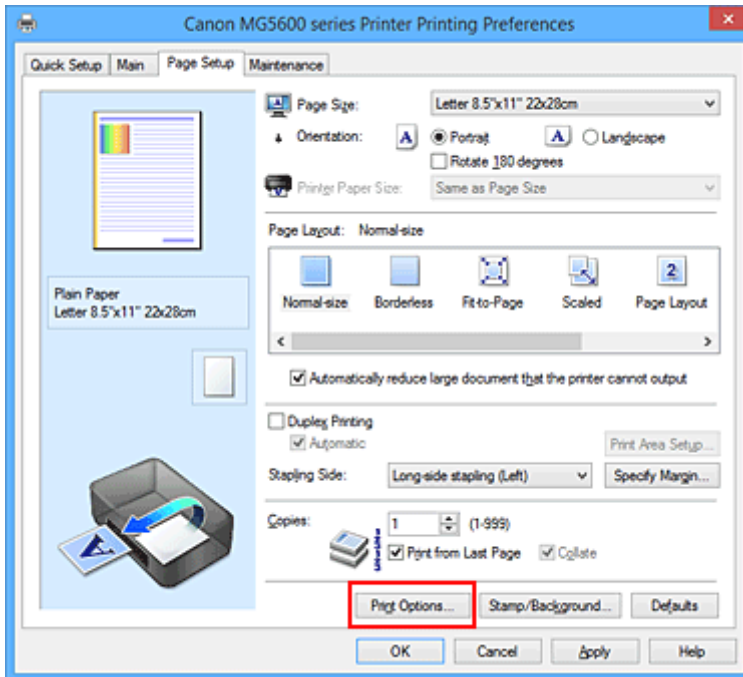 Canon MG5600 series Printer Printing Preferences
Quick Setup Main Page Setup Maintenance
Page Size: Letter 8.5"x11" 22x28cm
Orientation: A Portrait A Landscape
Rotate 180 degrees
Printer Paper Size: Same as Page Size
Page Layout: Normal-size
2
Normal-size Borderless Fit-to-Page Scaled Page Layout
Plain Paper
Letter 8.5"x11" 22x28cm
Automatically reduce large document that the printer cannot output
Duplex Printing
Automatic Print Area Setup...
Stapling Side: Long-side stapling (Left) Specify Margin...
Copies: 1 (1-999)
Print from Last Page Collate
A
Print Options... Stamp/Background... Defaults
OK Cancel Apply Help